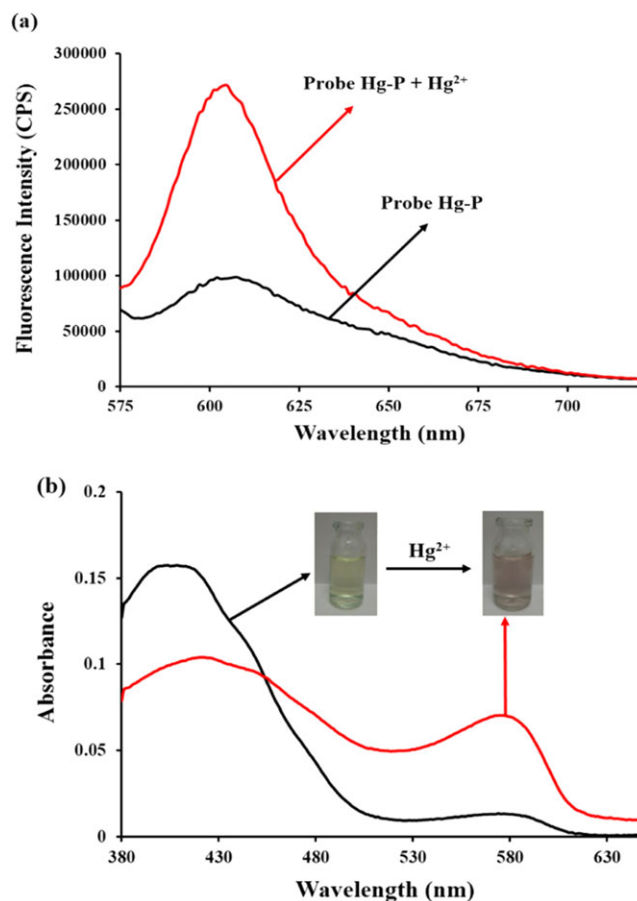 (a)
300000
250000
200000
150000
100000
50000
0
Fluorescence Intensity (CPS)
Probe Hg-P + Hg²⁺
Probe Hg-P
575 600 625 650 675 700
Wavelength (nm)
(b)
0.2
0.15
0.1
0.05
0
Absorbance
Hg²⁺
380 430 480 530 580 630
Wavelength (nm)